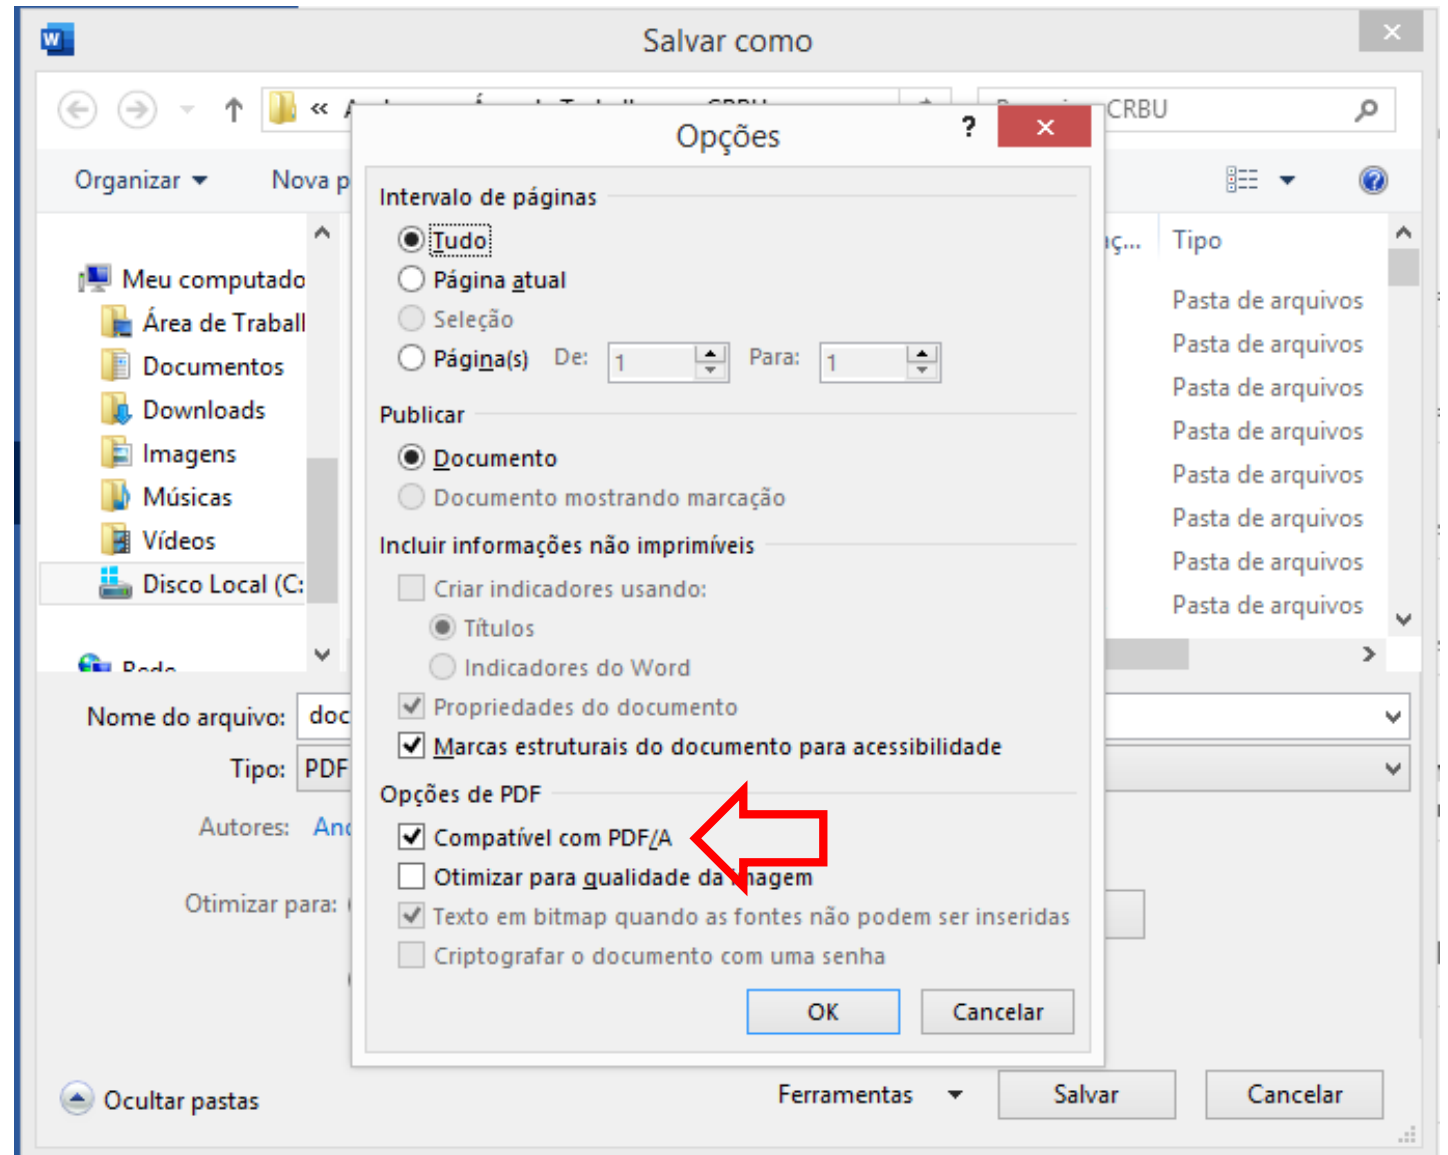 Salvar como
CRBU
Opções
Organizar
Nova p
Intervalo de páginas
Tudo
Página atual
Seleção
Página(s) De: 1 Para: 1
Publicar
Documento
Documento mostrando marcação
Incluir informações não imprimíveis
Criar indicadores usando:
Títulos
Indicadores do Word
Propriedades do documento
Marcas estruturais do documento para acessibilidade
Opções de PDF
Compatível com PDF/A
Otimizar para qualidade da imagem
Texto em bitmap quando as fontes não podem ser inseridas
Criptografar o documento com uma senha
OK Cancelar
Meu computado
Área de Traball
Documentos
Downloads
Imagens
Músicas
Vídeos
Disco Local (C:
Rede
ıç... Tipo
Pasta de arquivos
Pasta de arquivos
Pasta de arquivos
Pasta de arquivos
Pasta de arquivos
Pasta de arquivos
Pasta de arquivos
Pasta de arquivos
Nome do arquivo: doc
Tipo: PDF
Autores: And
Otimizar para:
Ocultar pastas
Ferramentas Salvar Cancelar